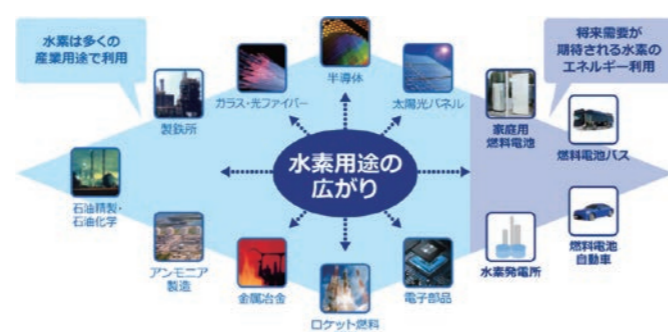 水素は多くの
産業用途で利用
将来需要が
期待される水素の
エネルギー利用
半導体
ガラス・光ファイバー
太陽光パネル
製鉄所
家庭用
燃料電池
燃料電池バス
水素用途の
広がり
石油精製・
石油化学
アンモニア
製造
金属冶金
ロケット燃料
電子部品
水素発電所
燃料電池
自動車